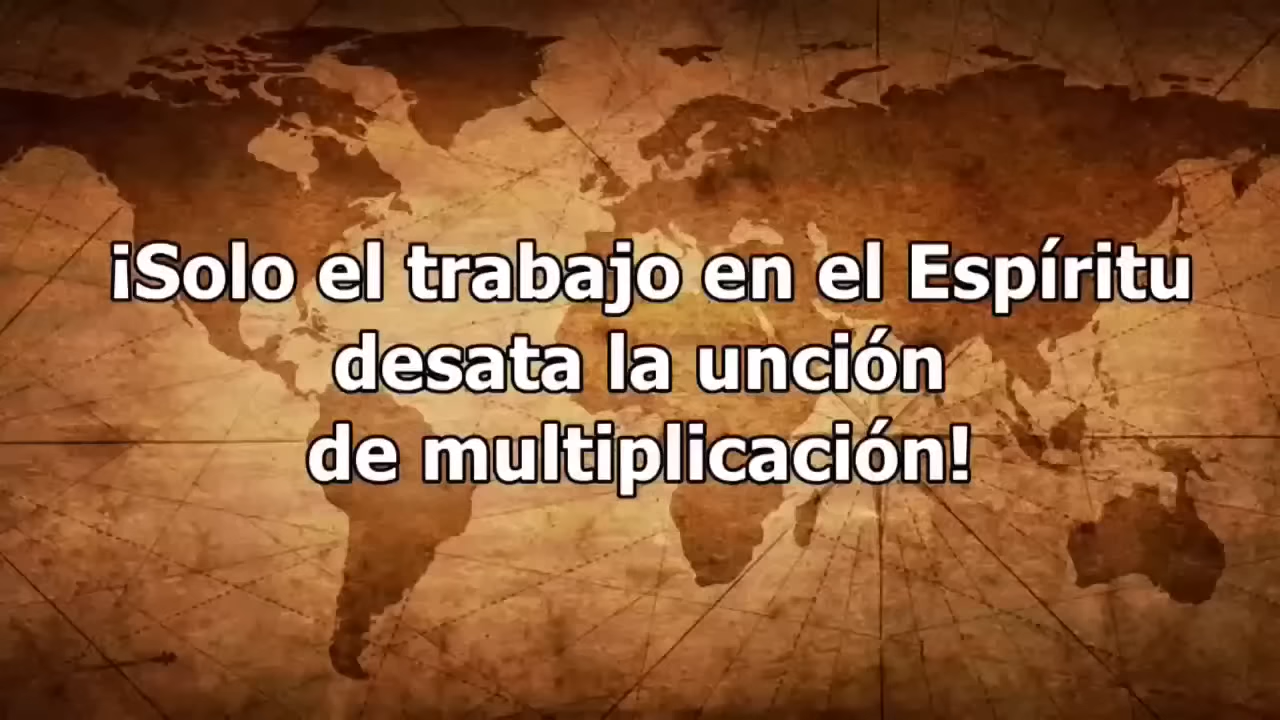 ¡Solo el trabajo en el Espíritu
desata la unción
de multiplicación!